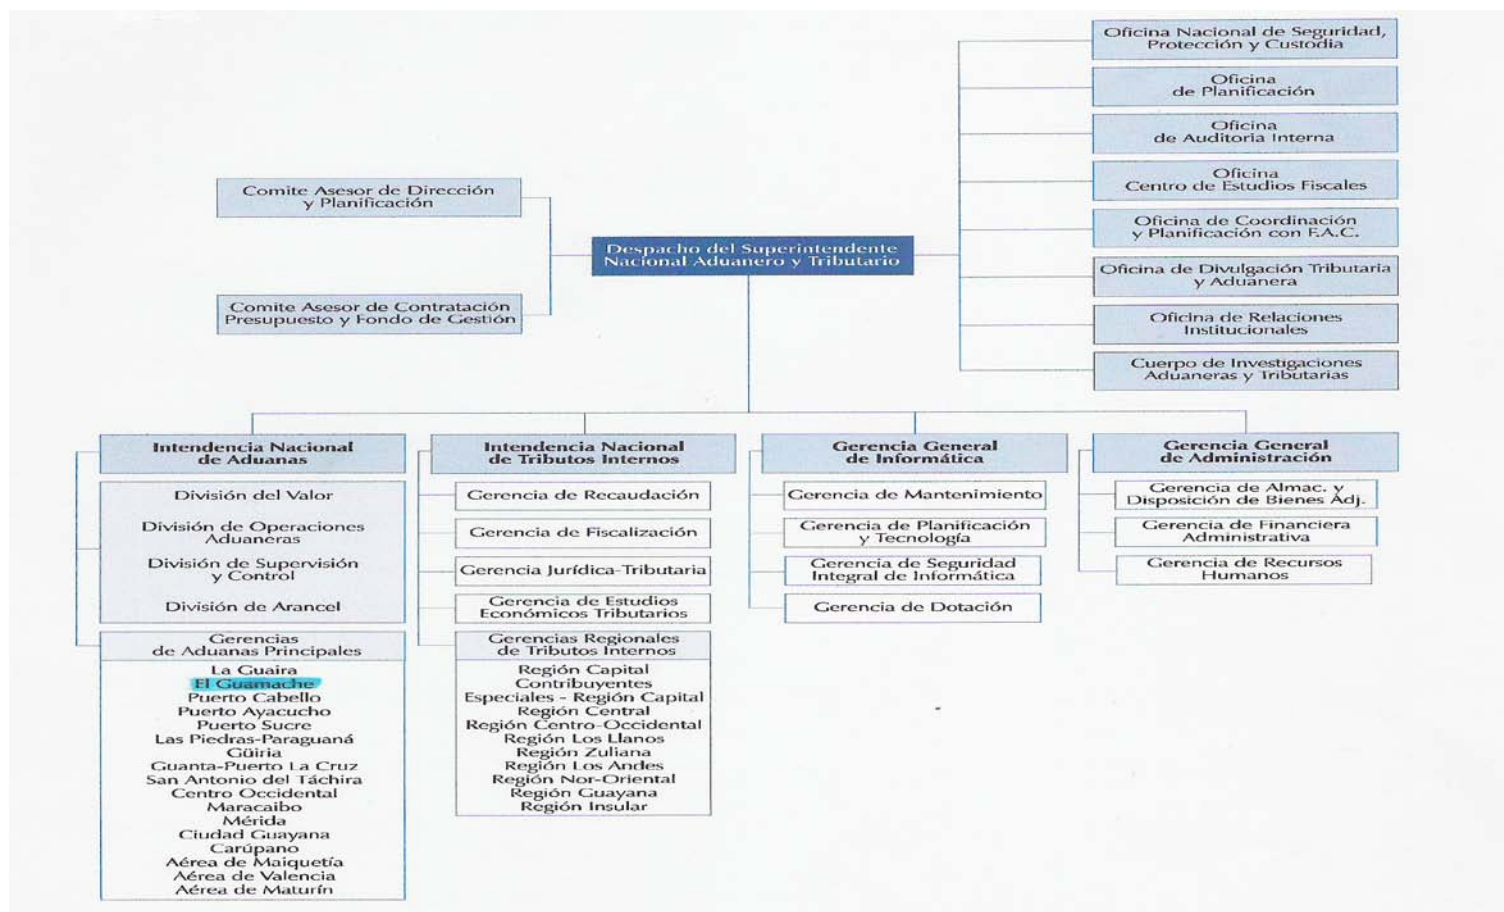 Oficina Nacional de Seguridad,
Protección y Custodia
Oficina
de Planificación
Oficina
de Auditoria Interna
Oficina
Centro de Estudios Fiscales
Oficina de Coordinación
y Planificación con F.A.C.
Oficina de Divulgación Tributaria
y Aduanera
Oficina de Relaciones
Institucionales
Cuerpo de Investigaciones
Aduaneras y Tributarias
Comite Asesor de Dirección
y Planificación
Despacho del Superintendente
Nacional Aduanero y Tributario
Comite Asesor de Contratación
Presupuesto y Fondo de Gestión
Intendencia Nacional
de Aduanas
División del Valor
División de Operaciones
Aduaneras
División de Supervisión
y Control
División de Arancel
Gerencias
de Aduanas Principales
La Guaira
El Guamache
Puerto Cabello
Puerto Ayacucho
Puerto Sucre
Las Piedras-Paraguaná
Güiria
Guanta-Puerto La Cruz
San Antonio del Táchira
Centro Occidental
Maracaibo
Mérida
Ciudad Guayana
Carúpano
Aérea de Maiquetía
Aérea de Valencia
Aérea de Maturín
Intendencia Nacional
de Tributos Internos
Gerencia de Recaudación
Gerencia de Fiscalización
Gerencia Jurídica-Tributaria
Gerencia de Estudios
Económicos Tributarios
Gerencias Regionales
de Tributos Internos
Región Capital
Contribuyentes
Especiales - Región Capital
Región Central
Región Centro-Occidental
Región Los Llanos
Región Zuliana
Región Los Andes
Región Nor-Oriental
Región Guayana
Región Insular
Gerencia General
de Informática
Gerencia de Mantenimiento
Gerencia de Planificación
y Tecnología
Gerencia de Seguridad
Integral de Informática
Gerencia de Dotación
Gerencia General
de Administración
Gerencia de Almac. y
Disposición de Bienes Adj.
Gerencia de Financiera
Administrativa
Gerencia de Recursos
Humanos